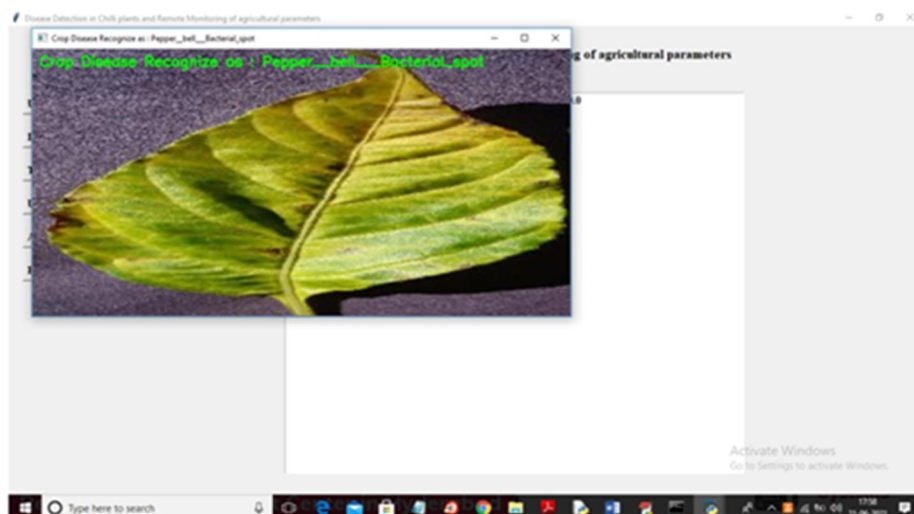 Disease Detection in Chilli plants and Remote Monitoring of agricultural parameters
Crop Disease Recognize as : Pepper__bell___Bacterial_spot
Crop Disease Recognize as : Pepper__bell___Bacterial_spot
of agricultural parameters
.0
Activate Windows
Go to Settings to activate Windows.
Type here to search
17:58